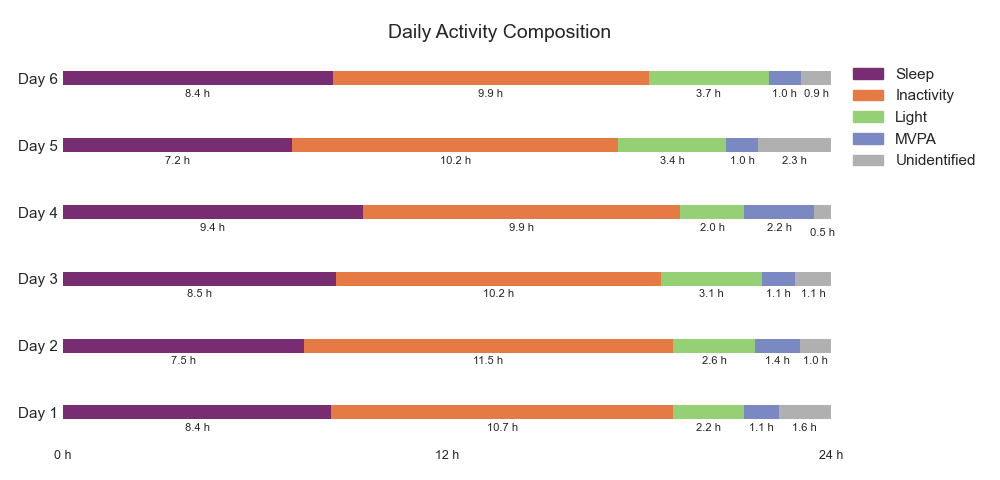 Daily Activity Composition
Day 6
8.4 h 9.9 h 3.7 h 1.0 h 0.9 h
Day 5
7.2 h 10.2 h 3.4 h 1.0 h 2.3 h
Day 4
9.4 h 9.9 h 2.0 h 2.2 h 0.5 h
Day 3
8.5 h 10.2 h 3.1 h 1.1 h 1.1 h
Day 2
7.5 h 11.5 h 2.6 h 1.4 h 1.0 h
Day 1
8.4 h 10.7 h 2.2 h 1.1 h 1.6 h
0 h 12 h 24 h
Sleep
Inactivity
Light
MVPA
Unidentified